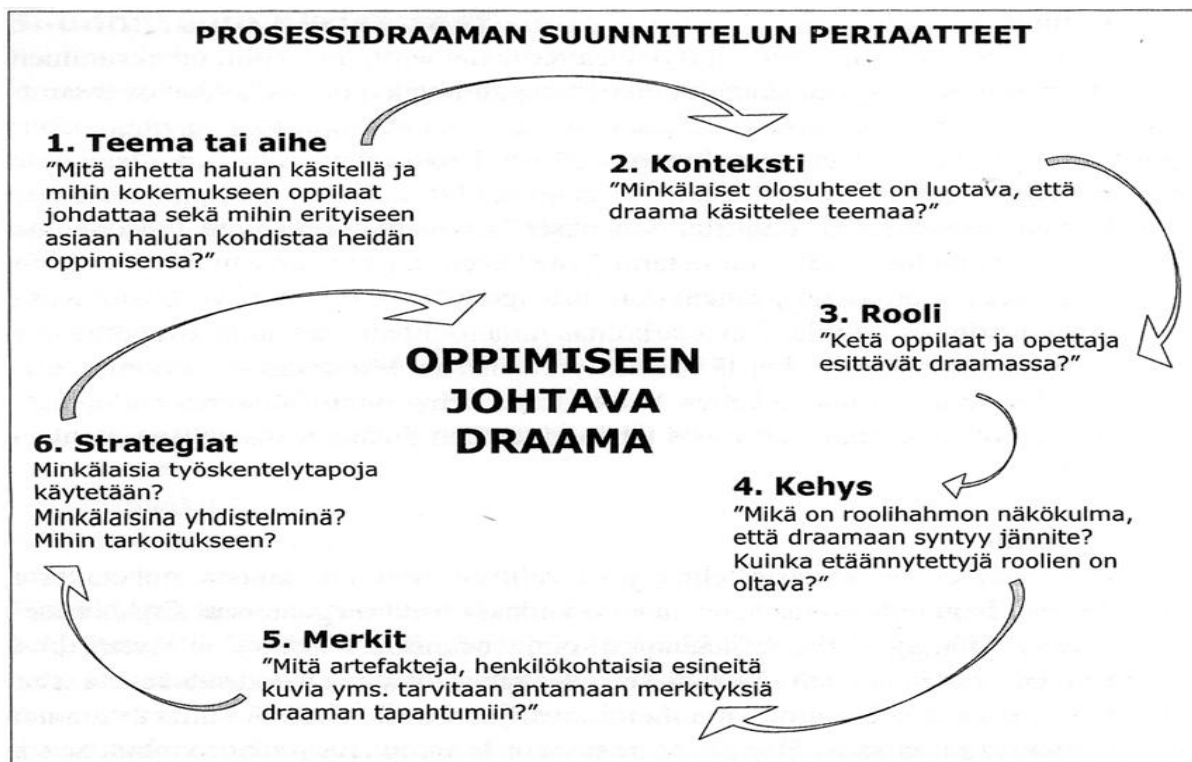 PROSESSIDRAAMAN SUUNNITTELUN PERIAATTEET
1. Teema tai aihe
"Mitä aihetta haluan käsitellä ja
mihin kokemukseen oppilaat
johdattaa sekä mihin erityiseen
asiaan haluan kohdistaa heidän
oppimisensa?"
2. Konteksti
"Minkälaiset olosuhteet on luotava, että
draama käsittelee teemaa?"
3. Rooli
"Ketä oppilaat ja opettaja
esittävät draamassa?"
OPPIMISEEN
JOHTAVA
DRAAMA
4. Kehys
"Mikä on roolihahmon näkökulma,
että draamaan syntyy jännite?
Kuinka etäännytettyjä roolien on
oltava?"
5. Merkit
"Mitä artefakteja, henkilökohtaisia esineitä
kuvia yms. tarvitaan antamaan merkityksiä
draaman tapahtumiin?"
6. Strategiat
Minkälaisia työskentelytapoja
käytetään?
Minkälaisina yhdistelminä?
Mihin tarkoitukseen?